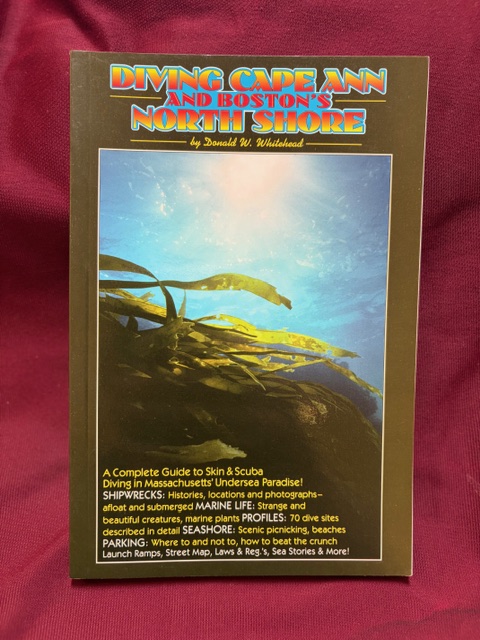 DIVING CAPE ANN
AND BOSTON'S
NORTH SHORE
by Donald W. Whitehead
A Complete Guide to Skin & Scuba
Diving in Massachusetts' Undersea Paradise!
SHIPWRECKS: Histories, locations and photographs–
afloat and submerged MARINE LIFE: Strange and
beautiful creatures, marine plants PROFILES: 70 dive sites
described in detail SEASHORE: Scenic picnicking, beaches
PARKING: Where to and not to, how to beat the crunch
Launch Ramps, Street Map, Laws & Reg.'s, Sea Stories & More!